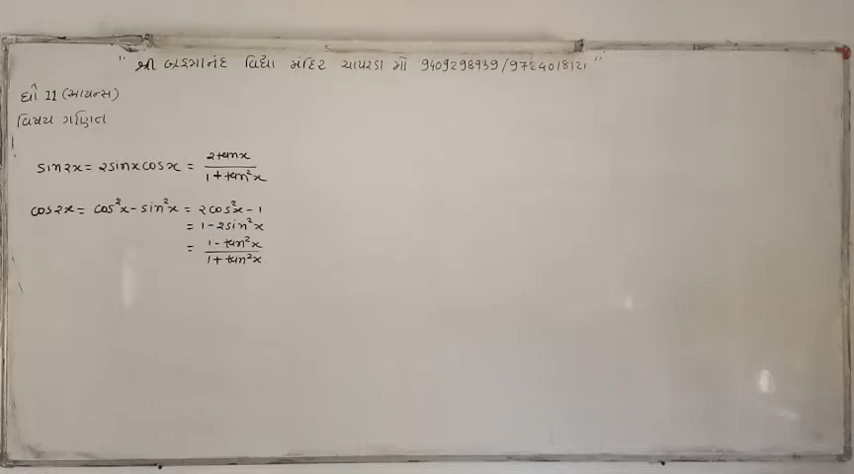 " શ્રી બ્રહ્માનંદ વિદ્યા મંદિર ચાપરડા મો 9409298939/9724018121 "
ધો 11 (સાયન્સ)
વિષય ગણિત
sin2x = 2sinx cosx = 2tanx / 1 + tan²x
cos2x = cos²x - sin²x = 2cos²x - 1
= 1 - 2sin²x
= 1 - tan²x / 1 + tan²x